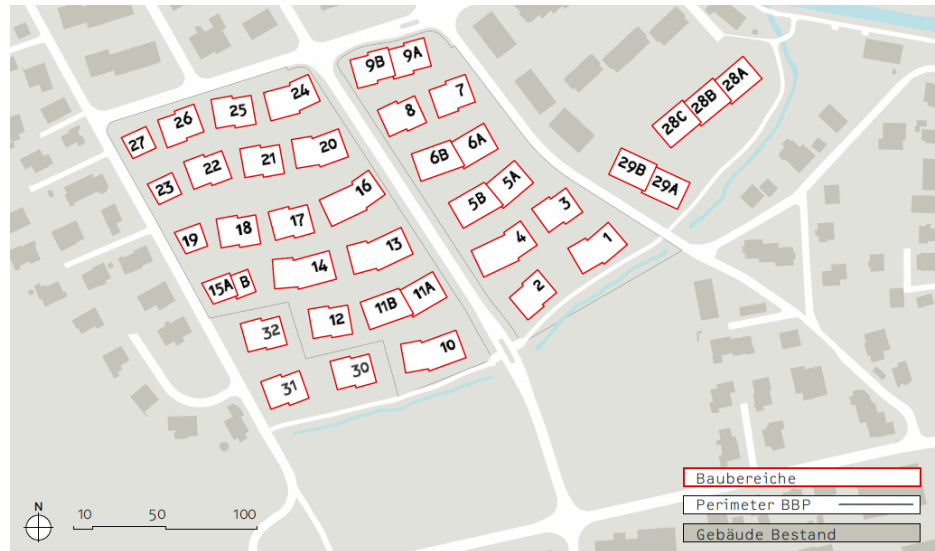 9B 9A
8 7
6B 6A
5B 5A
3
4
1
2
28A
28B
28C
29B
29A
27 26 25 24
23 22 21 20
19 18 17 16
15A B 14 13
32 12 11B 11A
31 30 10
N
10 50 100
Baubereiche
Perimeter BBP
Gebäude Bestand